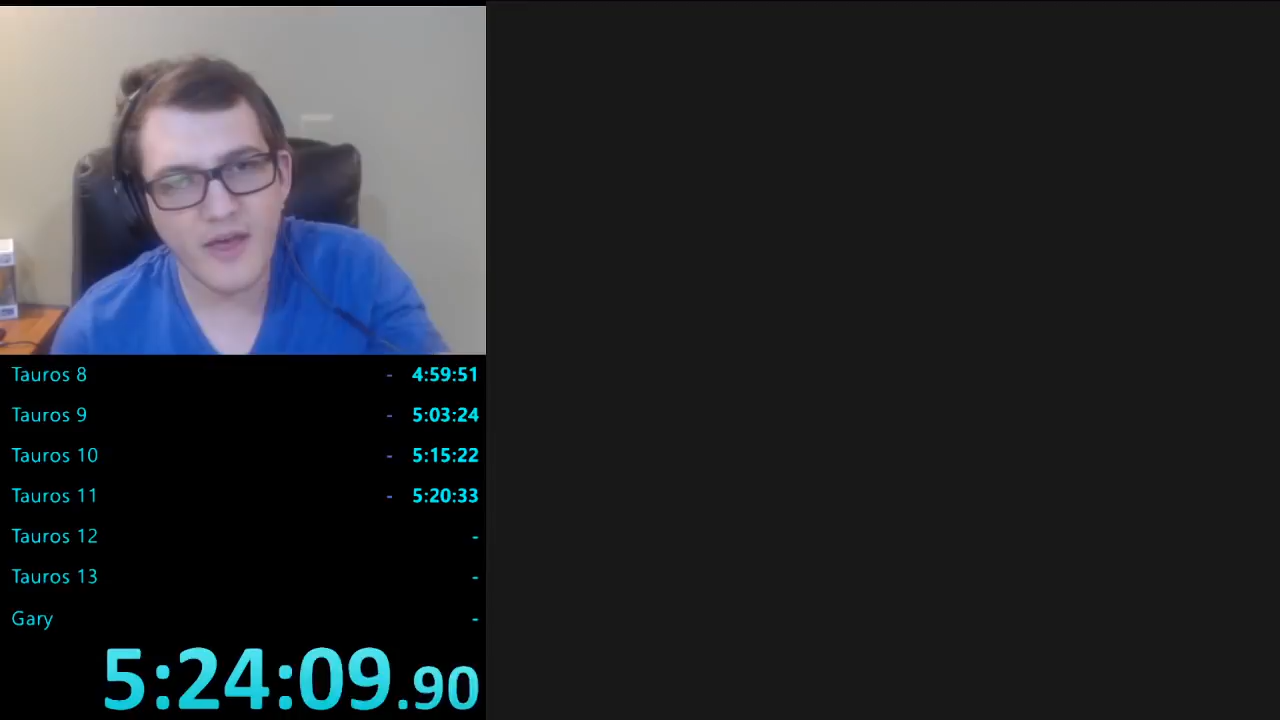 Tauros 8 - 4:59:51
Tauros 9 - 5:03:24
Tauros 10 - 5:15:22
Tauros 11 - 5:20:33
Tauros 12 -
Tauros 13 -
Gary -
5:24:09.90